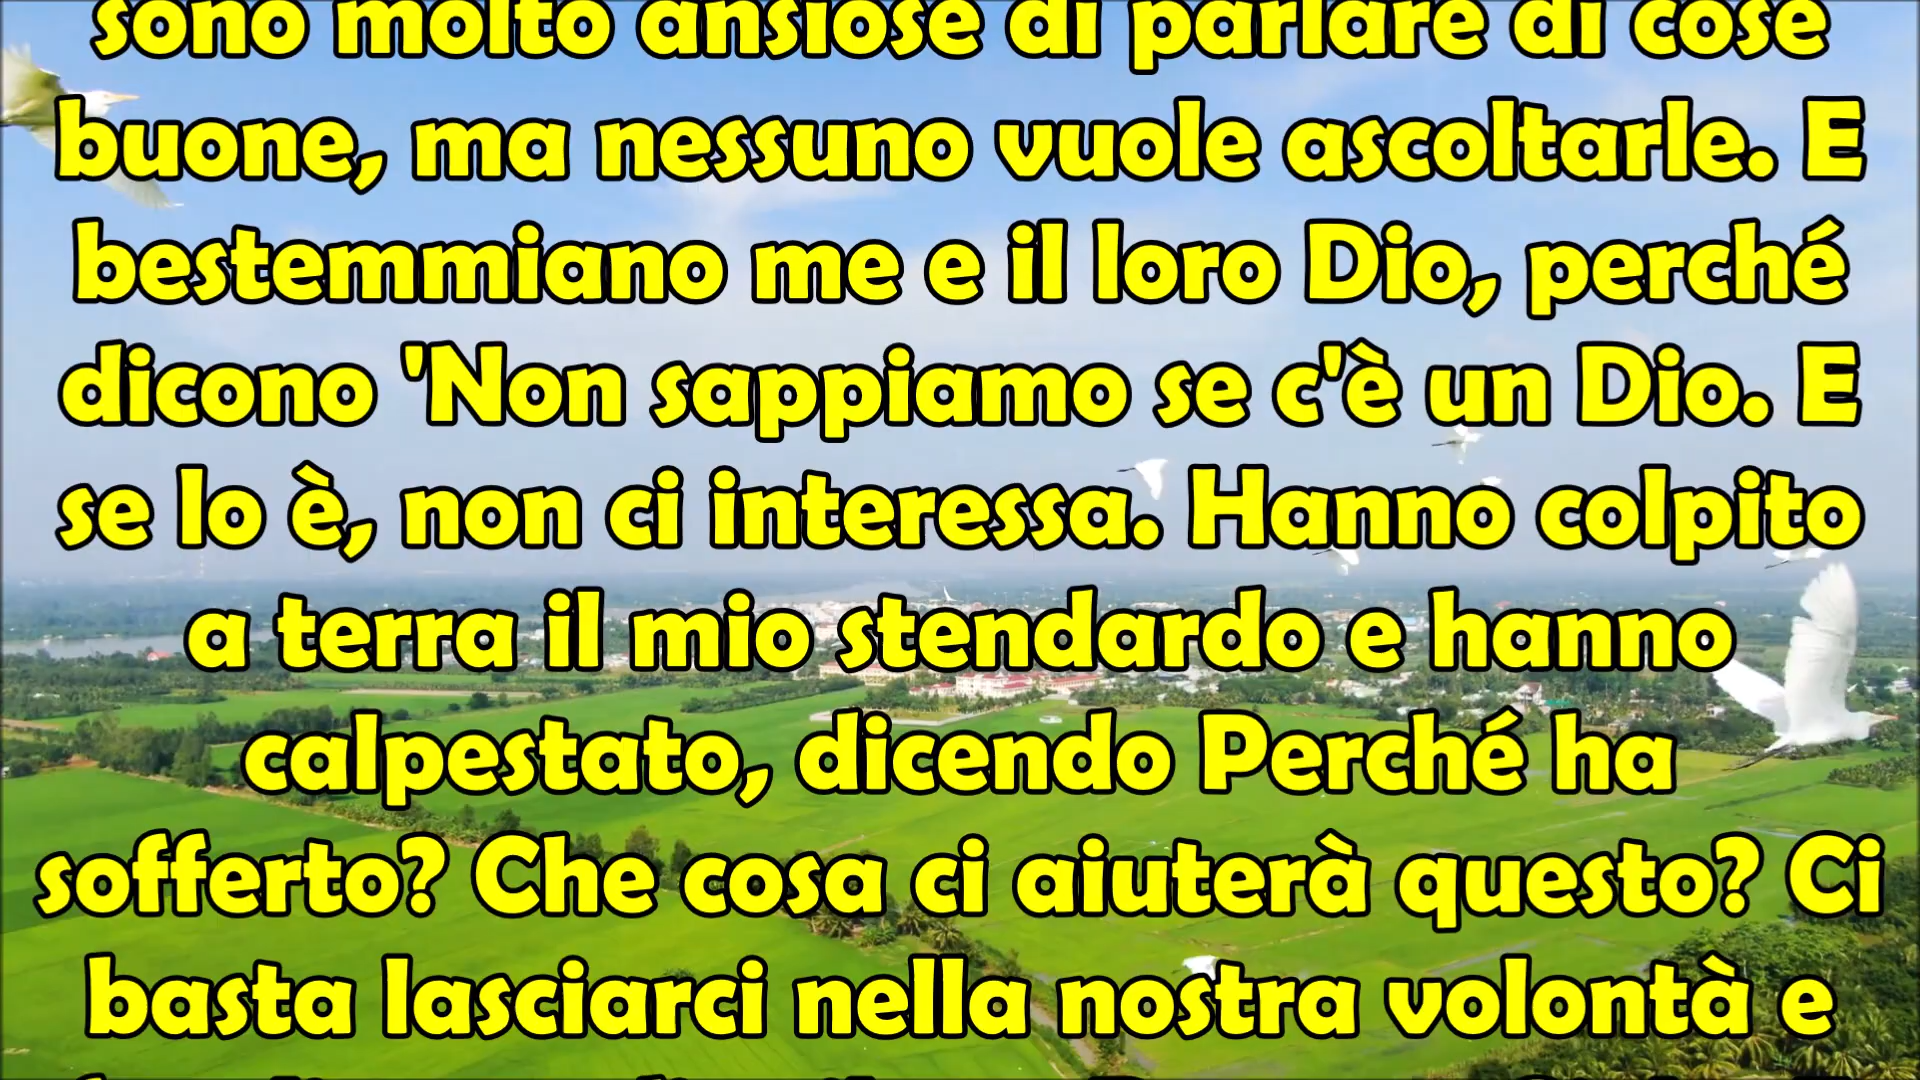 sono molto ansiose di parlare di cose
buone, ma nessuno vuole ascoltarle. E
bestemmiano me e il loro Dio, perché
dicono 'Non sappiamo se c'è un Dio. E
se lo è, non ci interessa. Hanno colpito
a terra il mio stendardo e hanno
calpestato, dicendo Perché ha
sofferto? Che cosa ci aiuterà questo? Ci
basta lasciarci nella nostra volontà e